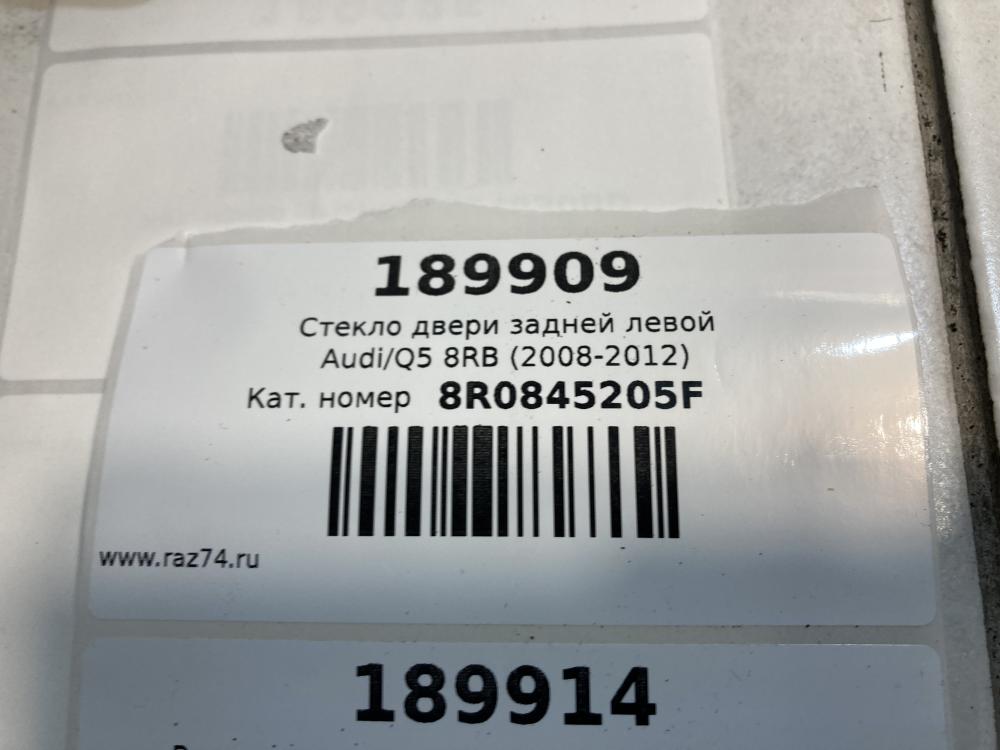 189909
Стекло двери задней левой
Audi/Q5 8RB (2008-2012)
Кат. номер 8R0845205F
www.raz74.ru
189914